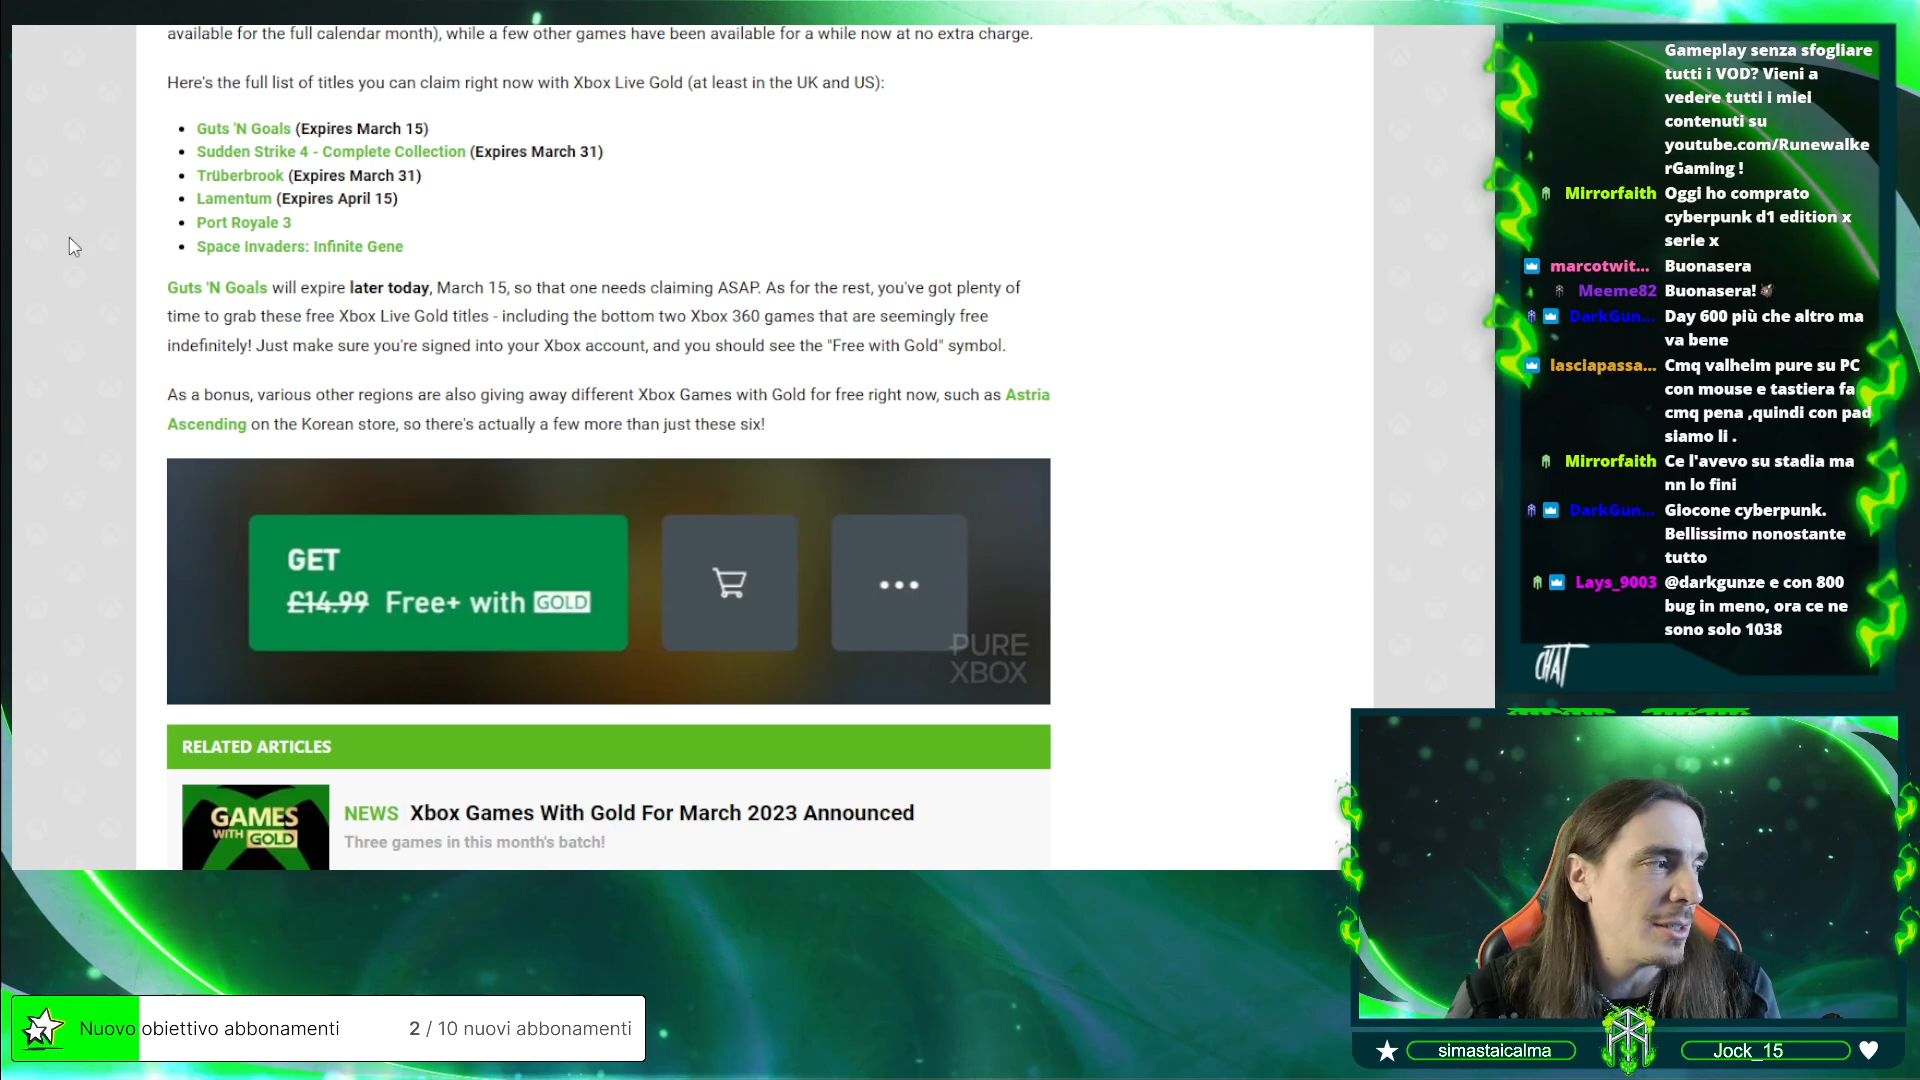 available for the full calendar month), while a few other games have been available for a while now at no extra charge.
Here's the full list of titles you can claim right now with Xbox Live Gold (at least in the UK and US):
• Guts 'N Goals (Expires March 15)
• Sudden Strike 4 - Complete Collection (Expires March 31)
• Trüberbrook (Expires March 31)
• Lamentum (Expires April 15)
• Port Royale 3
• Space Invaders: Infinite Gene
Guts 'N Goals will expire later today, March 15, so that one needs claiming ASAP. As for the rest, you've got plenty of
time to grab these free Xbox Live Gold titles - including the bottom two Xbox 360 games that are seemingly free
indefinitely! Just make sure you're signed into your Xbox account, and you should see the "Free with Gold" symbol.
As a bonus, various other regions are also giving away different Xbox Games with Gold for free right now, such as Astria
Ascending on the Korean store, so there's actually a few more than just these six!
GET
£14.99 Free+ with GOLD
PURE
XBOX
RELATED ARTICLES
GAMES
WITH GOLD
NEWS Xbox Games With Gold For March 2023 Announced
Three games in this month's batch!
Gameplay senza sfogliare
tutti i VOD? Vieni a
vedere tutti i miei
contenuti su
youtube.com/Runewalke
rGaming !
Mirrorfaith Oggi ho comprato
cyberpunk d1 edition x
serie x
marcotwit... Buonasera
Meeme82 Buonasera!
DarkGun... Day 600 più che altro ma
va bene
lasciapassa... Cmq valheim pure su PC
con mouse e tastiera fa
cmq pena ,quindi con pad
siamo li .
Mirrorfaith Ce l'avevo su stadia ma
nn lo fini
DarkGun... Giocone cyberpunk.
Bellissimo nonostante
tutto
Lays_9003 @darkgunze e con 800
bug in meno, ora ce ne
sono solo 1038
CHAT
Nuovo obiettivo abbonamenti 2 / 10 nuovi abbonamenti
simastaicalma
Jock_15